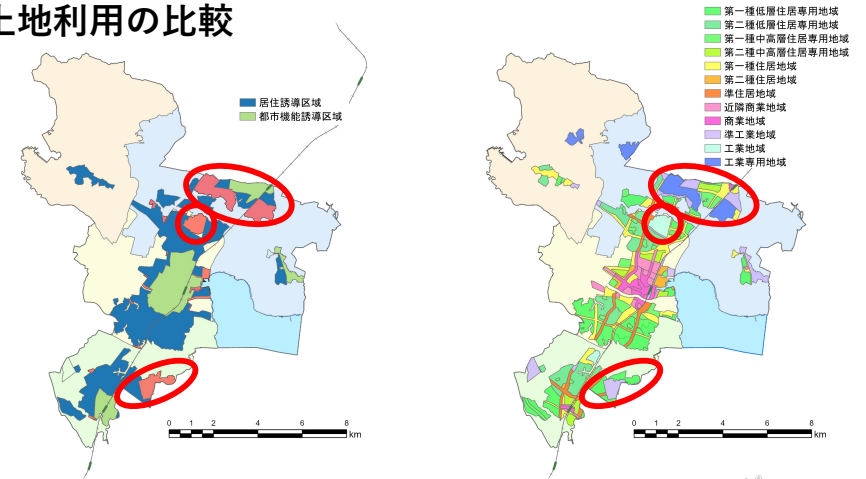 土地利用の比較
居住誘導区域
都市機能誘導区域
0 1 2 4 6 8
km
第一種低層住居専用地域
第二種低層住居専用地域
第一種中高層住居専用地域
第二種中高層住居専用地域
第一種住居地域
第二種住居地域
準住居地域
近隣商業地域
商業地域
準工業地域
工業地域
工業専用地域
0 1 2 4 6 8
km